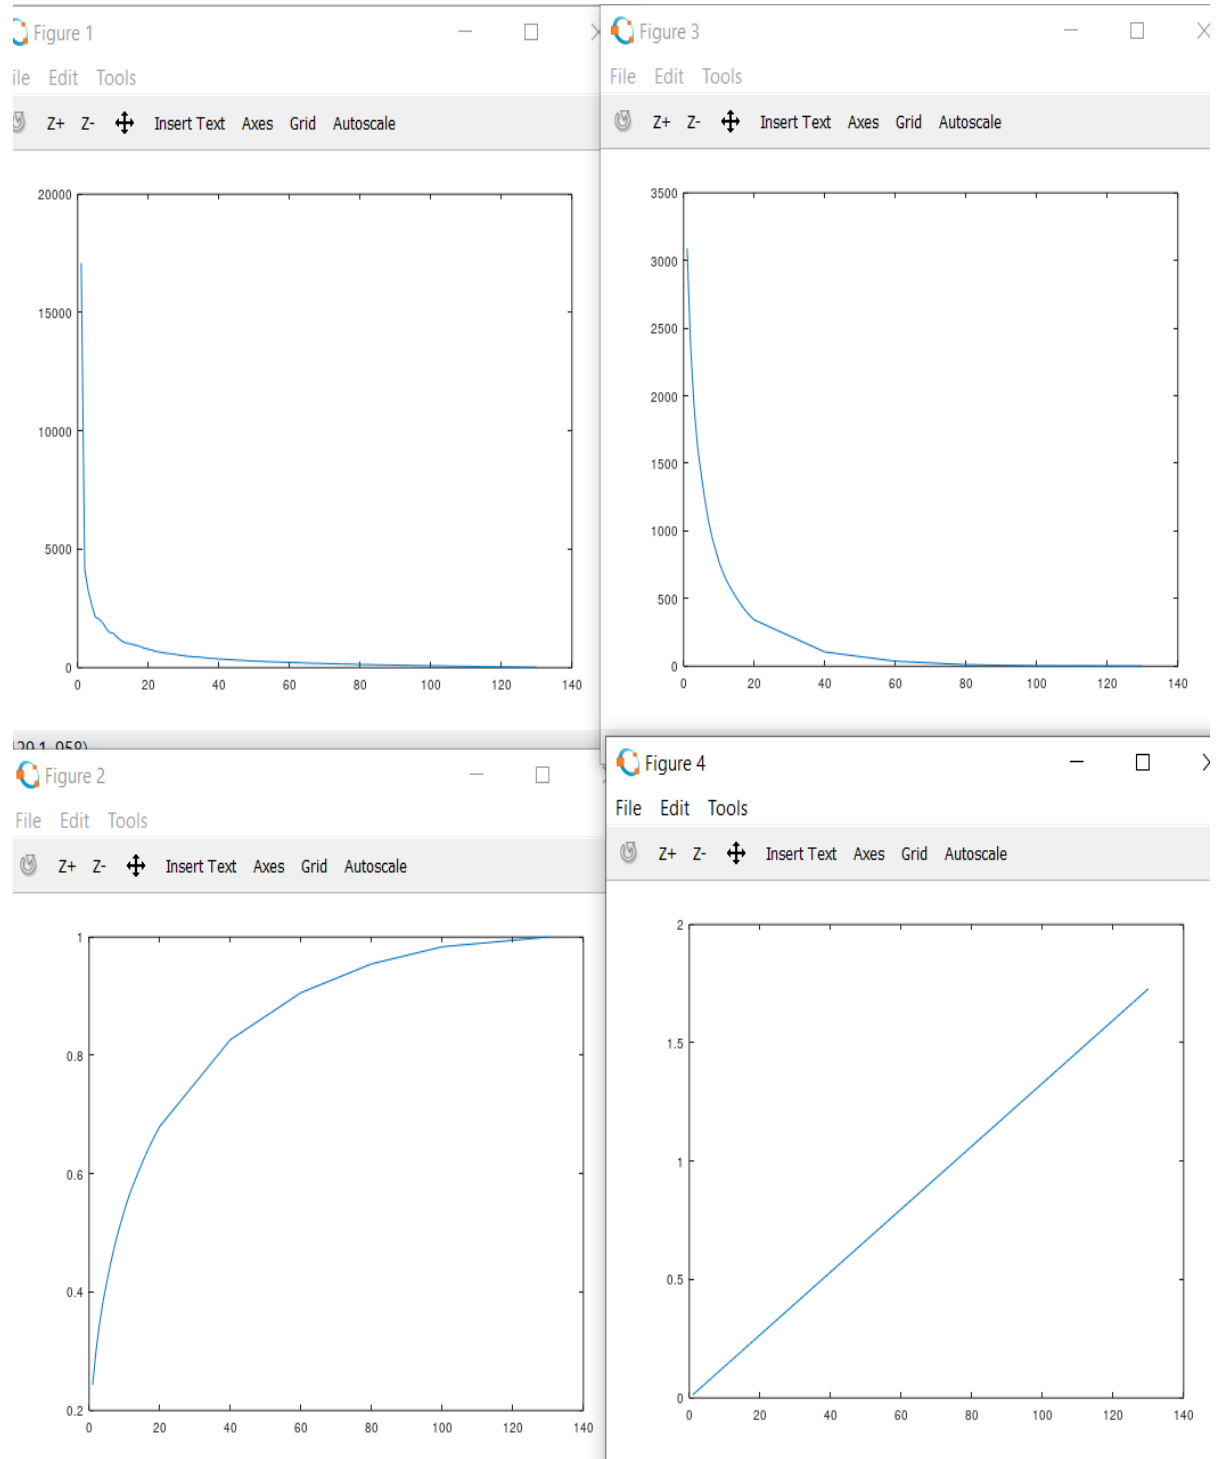 Figure 1
ile Edit Tools
Z+ Z- Insert Text Axes Grid Autoscale
20000
15000
10000
5000
0
0 20 40 60 80 100 120 140
Figure 3
File Edit Tools
Z+ Z- Insert Text Axes Grid Autoscale
3500
3000
2500
2000
1500
1000
500
0
0 20 40 60 80 100 120 140
Figure 2
File Edit Tools
Z+ Z- Insert Text Axes Grid Autoscale
1
0.8
0.6
0.4
0.2
0 20 40 60 80 100 120 140
Figure 4
File Edit Tools
Z+ Z- Insert Text Axes Grid Autoscale
2
1.5
1
0.5
0
0 20 40 60 80 100 120 140